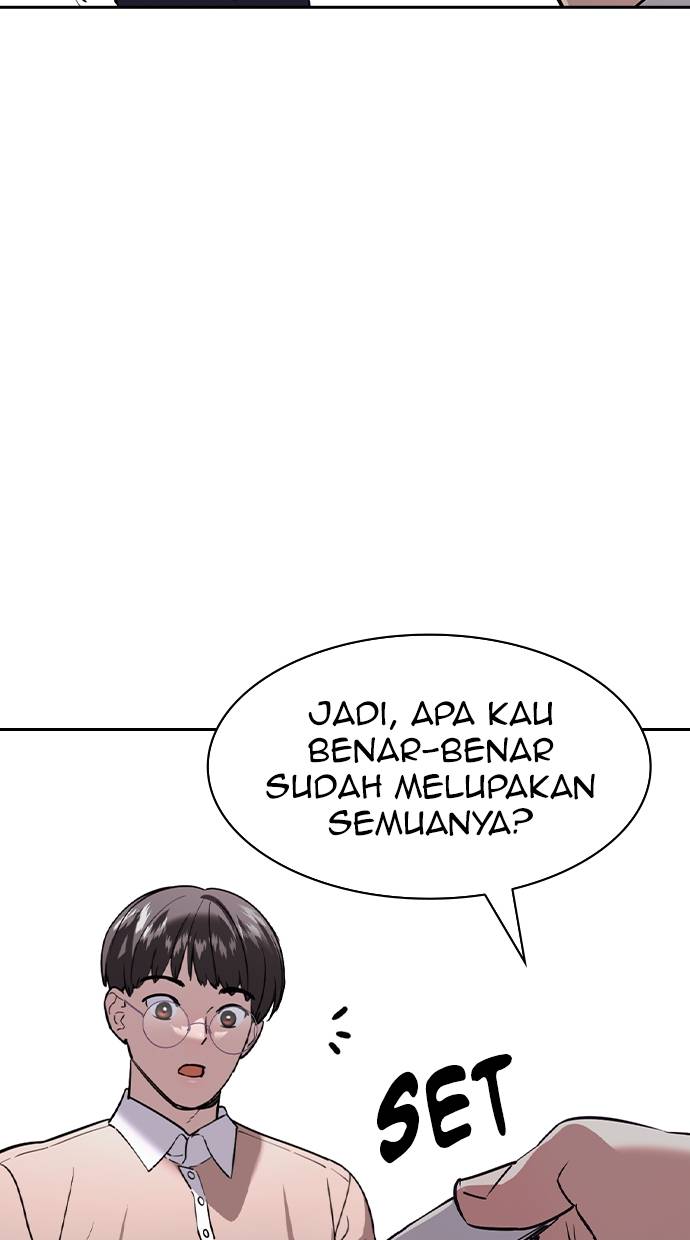 JADI, APA KAU
BENAR-BENAR
SUDAH MELUPAKAN
SEMUANYA?
SET